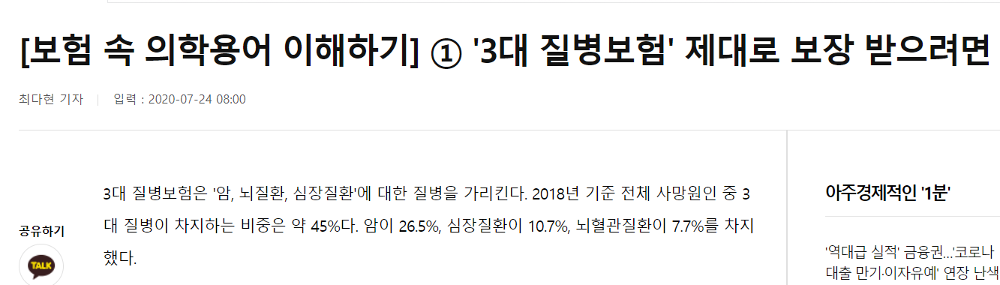 [보험 속 의학용어 이해하기] ① '3대 질병보험' 제대로 보장 받으려면
최다현 기자 | 입력 : 2020-07-24 08:00
3대 질병보험은 '암, 뇌질환, 심장질환'에 대한 질병을 가리킨다. 2018년 기준 전체 사망원인 중 3
대 질병이 차지하는 비중은 약 45%다. 암이 26.5%, 심장질환이 10.7%, 뇌혈관질환이 7.7%를 차지
했다.
공유하기
TALK
아주경제적인 '1분'
'역대급 실적' 금융권…'코로나
대출 만기·이자유예' 연장 난색